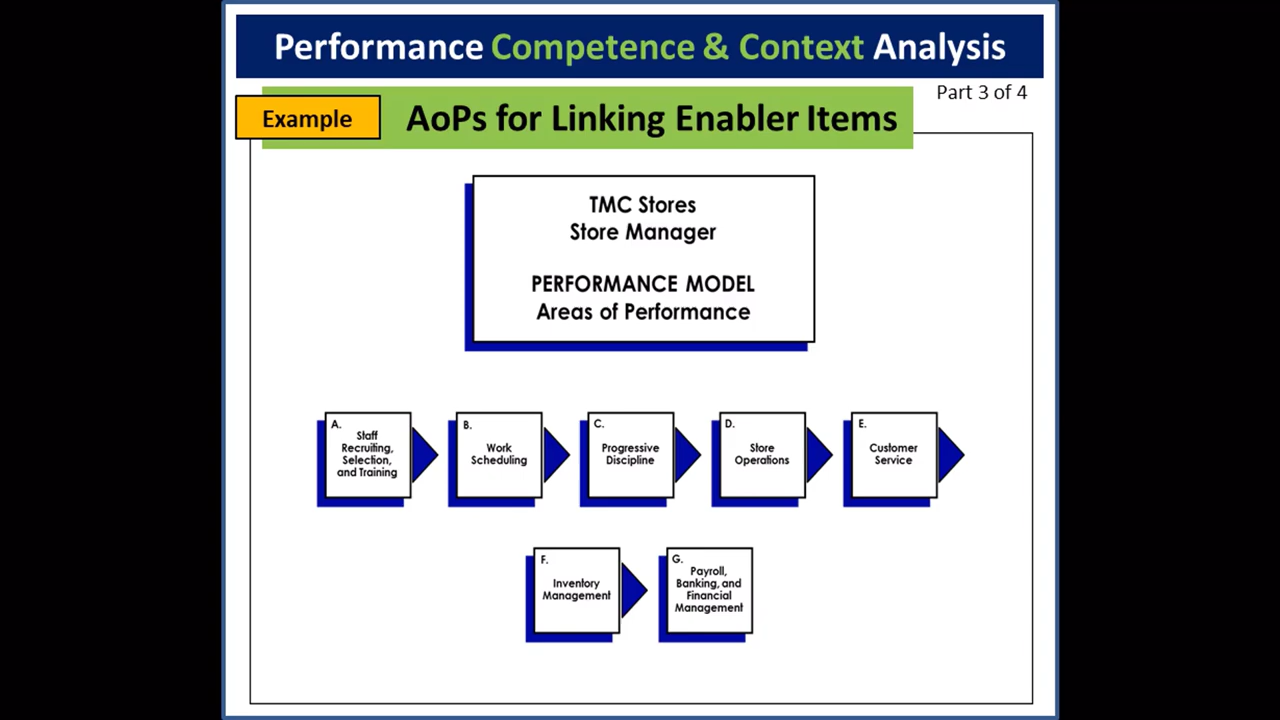 Performance Competence & Context Analysis
Part 3 of 4
Example
AoPs for Linking Enabler Items
TMC Stores
Store Manager
PERFORMANCE MODEL
Areas of Performance
A.
Staff
Recruiting,
Selection,
and Training
B.
Work
Scheduling
C.
Progressive
Discipline
D.
Store
Operations
E.
Customer
Service
F.
Inventory
Management
G.
Payroll,
Banking, and
Financial
Management